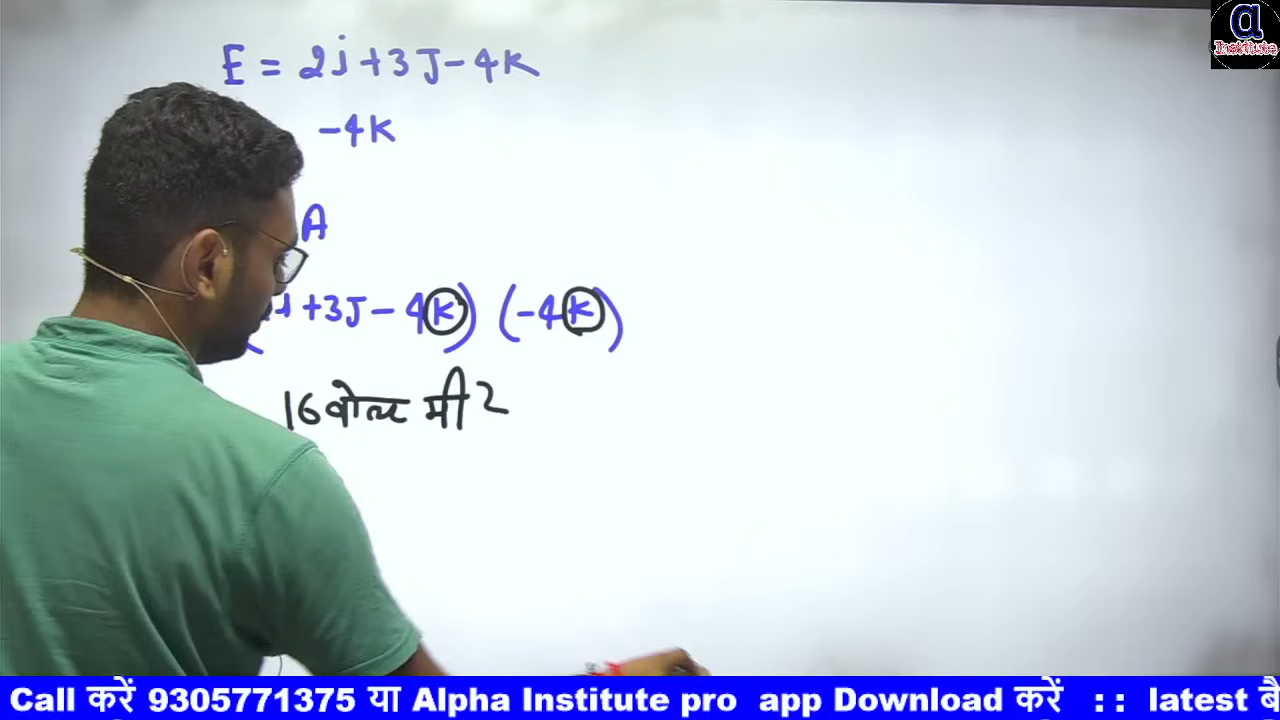 α
Institute
E = 2i+3J-4K
-4K
A
i +3J-4K) (-4K)
16 वोल्ट मी 2
Call करें 9305771375 या Alpha Institute pro app Download करें :: latest बै